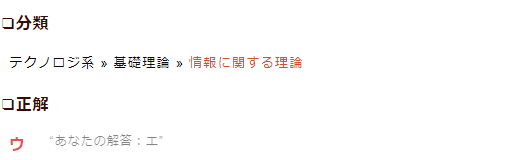 ❏分類
テクノロジ系 » 基礎理論 » 情報に関する理論
❏正解
ウ “あなたの解答：エ”